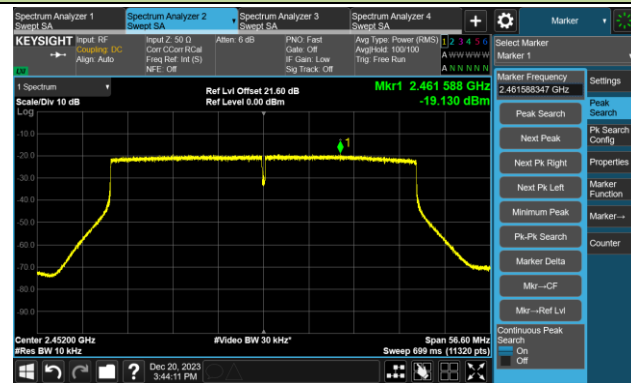 Spectrum Analyzer 1
Swept SA
Spectrum Analyzer 2
Swept SA
Spectrum Analyzer 3
Swept SA
Spectrum Analyzer 4
Swept SA
Marker
KEYSIGHT
Input: RF
Coupling: DC
Align: Auto
Input Z: 50 Ω
Corr CCorr RCal
Freq Ref: Int (S)
NFE: Off
Atten: 6 dB
PNO: Fast
Gate: Off
IF Gain: Low
Sig Track: Off
Avg Type: Power (RMS)
Avg|Hold: 100/100
Trig: Free Run
1 2 3 4 5 6
A W W W W W
A N N N N N
Select Marker
Marker 1
1 Spectrum
Scale/Div 10 dB
Log
Ref Lvl Offset 21.60 dB
Ref Level 0.00 dBm
Mkr1 2.461 588 GHz
-19.130 dBm
1
-10.0
-20.0
-30.0
-40.0
-50.0
-60.0
-70.0
-80.0
-90.0
Center 2.45200 GHz
#Res BW 10 kHz
#Video BW 30 kHz*
Span 56.60 MHz
Sweep 699 ms (11320 pts)
Marker Frequency
2.461588347 GHz
Peak Search
Next Peak
Next Pk Right
Next Pk Left
Minimum Peak
Pk-Pk Search
Marker Delta
Mkr→CF
Mkr→Ref Lvl
Continuous Peak
Search
On
Off
Settings
Peak
Search
Pk Search
Config
Properties
Marker
Function
Marker→
Counter
?
Dec 20, 2023
3:44:11 PM